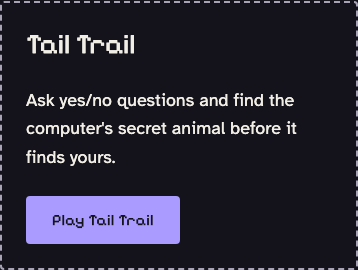 Tail Trail
Ask yes/no questions and find the
computer's secret animal before it
finds yours.
Play Tail Trail